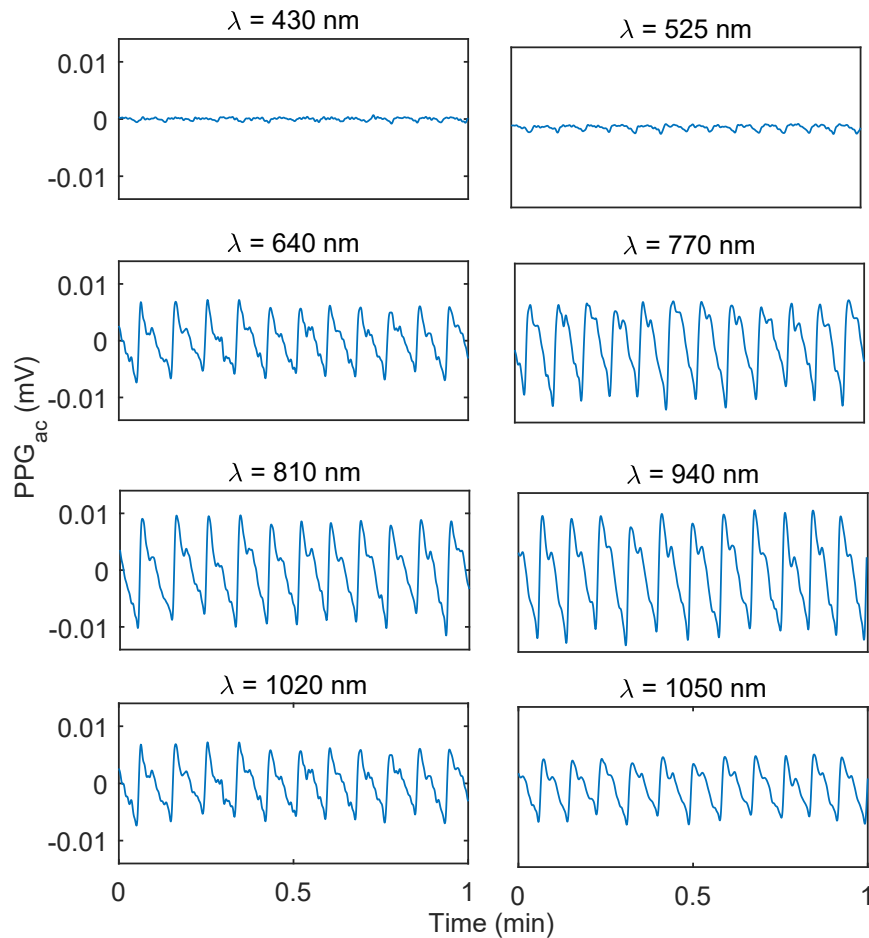 λ = 430 nm
λ = 525 nm
0.01
0
-0.01
λ = 640 nm
λ = 770 nm
0.01
0
-0.01
PPGac (mV)
λ = 810 nm
λ = 940 nm
0.01
0
-0.01
λ = 1020 nm
λ = 1050 nm
0.01
0
-0.01
0 0.5 1
0 0.5 1
Time (min)